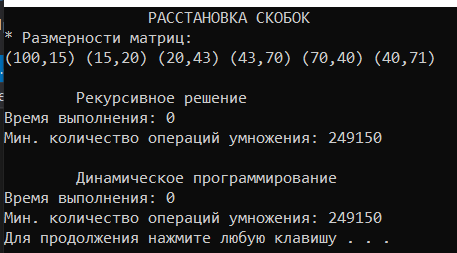 РАССТАНОВКА СКОБОК
* Размерности матриц:
(100,15) (15,20) (20,43) (43,70) (70,40) (40,71)
Рекурсивное решение
Время выполнения: 0
Мин. количество операций умножения: 249150
Динамическое программирование
Время выполнения: 0
Мин. количество операций умножения: 249150
Для продолжения нажмите любую клавишу . . .